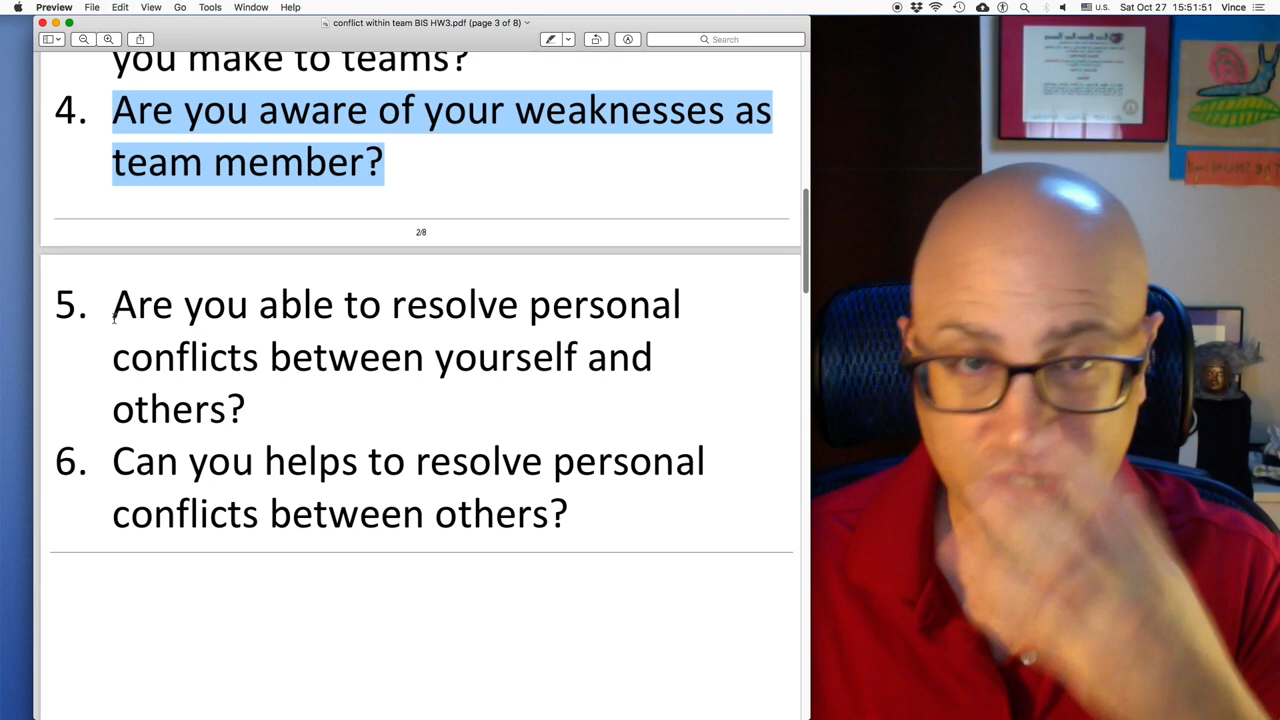 Preview File Edit View Go Tools Window Help
U.S. Sat Oct 27 15:51:51 Vince
conflict within team BIS HW3.pdf (page 3 of 8)
Search
you make to teams?
4. Are you aware of your weaknesses as
team member?
2/8
5. Are you able to resolve personal
conflicts between yourself and
others?
6. Can you helps to resolve personal
conflicts between others?